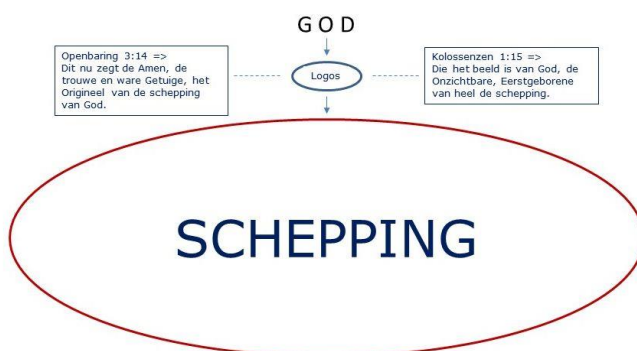 G O D
Openbaring 3:14 =>
Dit nu zegt de Amen, de
trouwe en ware Getuige, het
Origineel van de schepping
van God.
Logos
Kolossenzen 1:15 =>
Die het beeld is van God, de
Onzichtbare, Eerstgeborene
van heel de schepping.
SCHEPPING